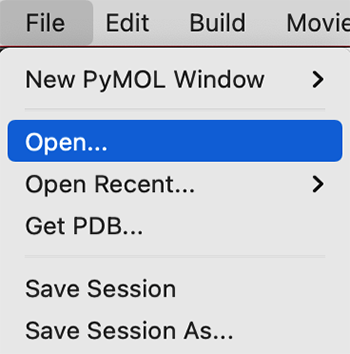 File Edit Build Movie
New PyMOL Window
Open...
Open Recent...
Get PDB...
Save Session
Save Session As...